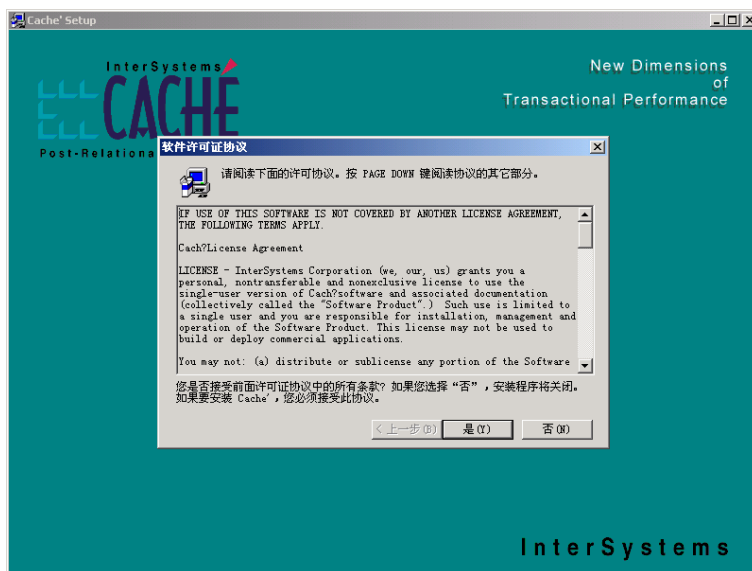 Cache' Setup
InterSystems
CACHÉ
Post-Relationa
New Dimensions
of
Transactional Performance
软件许可证协议
请阅读下面的许可协议。按 PAGE DOWN 键阅读协议的其它部分。
IF USE OF THIS SOFTWARE IS NOT COVERED BY ANOTHER LICENSE AGREEMENT,
THE FOLLOWING TERMS APPLY.
Cach?License Agreement
LICENSE - InterSystems Corporation (we, our, us) grants you a
personal, nontransferable and nonexclusive license to use the
single-user version of Cach?software and associated documentation
(collectively called the "Software Product".)  Such use is limited to
a single user and you are responsible for installation, management and
operation of the Software Product. This license may not be used to
build or deploy commercial applications.
You may not: (a) distribute or sublicense any portion of the Software
您是否接受前面许可证协议中的所有条款? 如果您选择“否”，安装程序将关闭。
如果要安装 Cache'，您必须接受此协议。
< 上一步(B)
是(Y)
否(N)
InterSystems